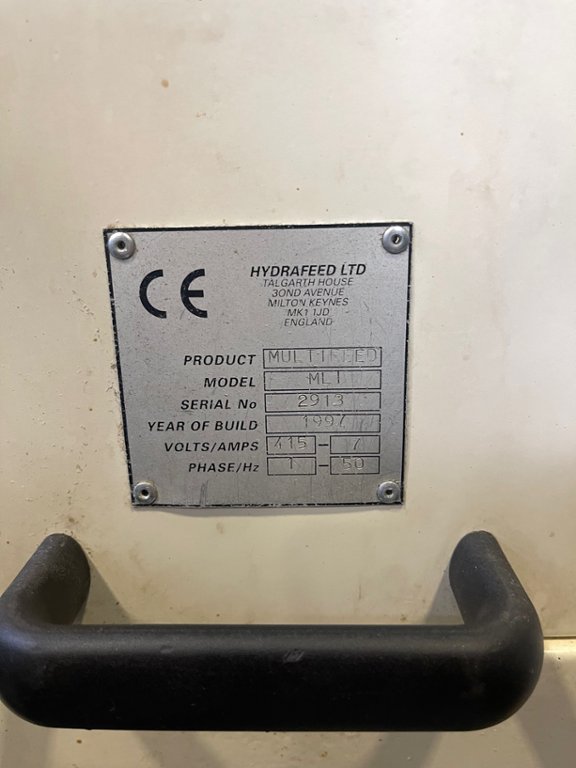 CE
HYDRAFEED LTD
TALGARTH HOUSE
3OND AVENUE
MILTON KEYNES
MK1 1JD
ENGLAND
PRODUCT MULTIFEED
MODEL ML1
SERIAL No 2913
YEAR OF BUILD 1997
VOLTS/AMPS 415 - 7
PHASE/Hz 1 - 50